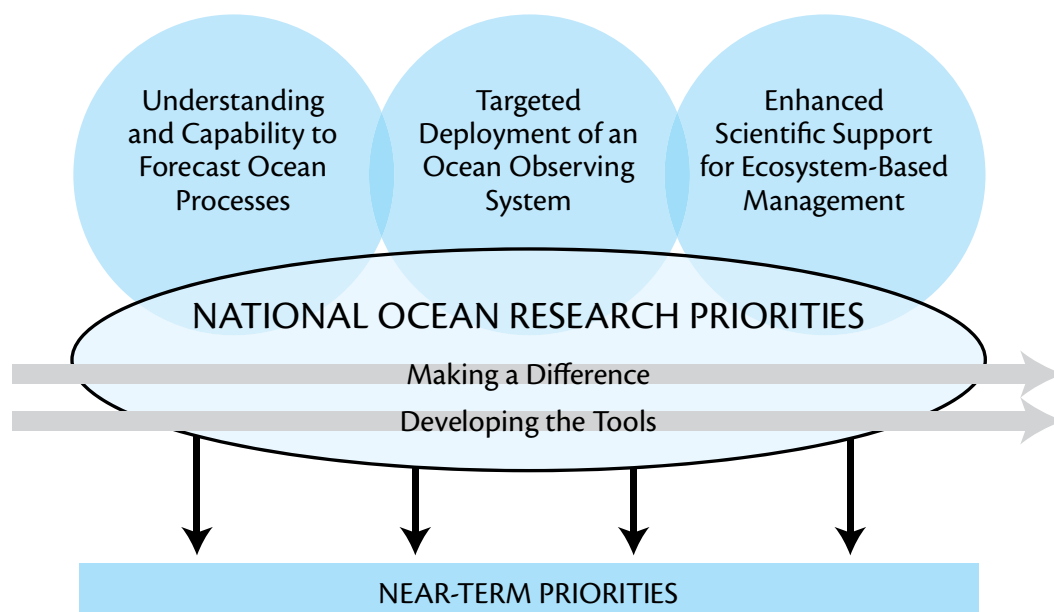 Understanding
and Capability to
Forecast Ocean
Processes
Targeted
Deployment of an
Ocean Observing
System
Enhanced
Scientific Support
for Ecosystem-Based
Management
NATIONAL OCEAN RESEARCH PRIORITIES
Making a Difference
Developing the Tools
NEAR-TERM PRIORITIES